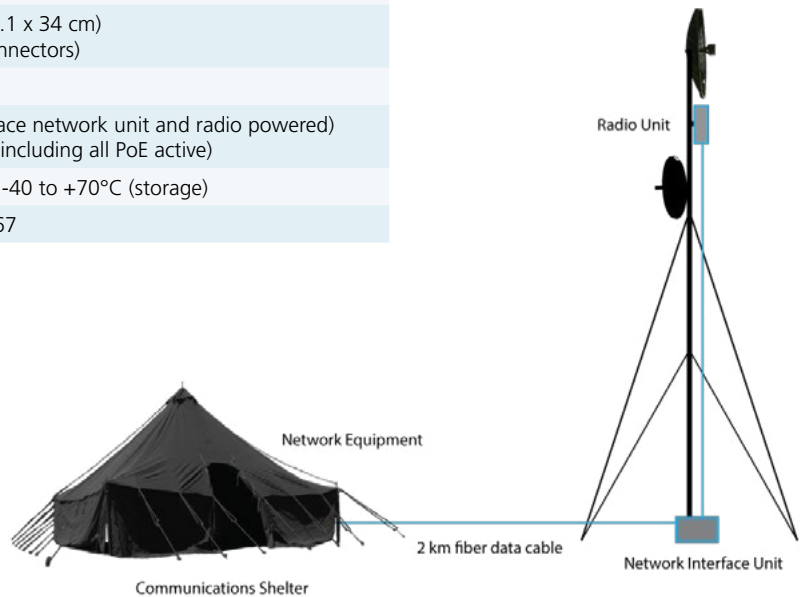 .1 x 34 cm)
nnectors)
ace network unit and radio powered)
including all PoE active)
-40 to +70°C (storage)
67
Radio Unit
Network Equipment
2 km fiber data cable
Network Interface Unit
Communications Shelter